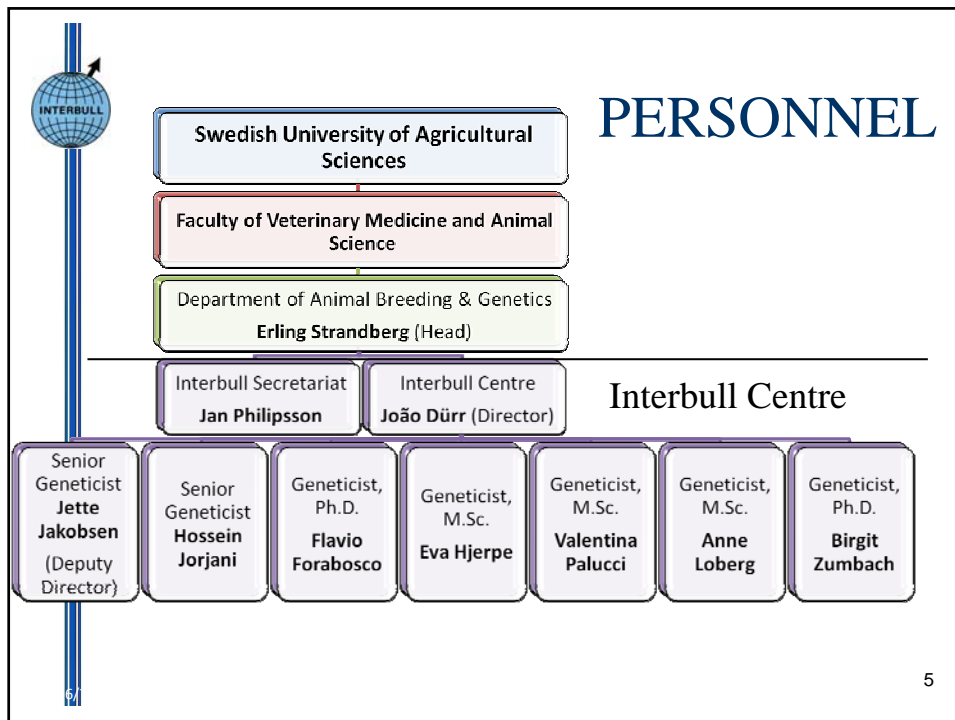 INTERBULL
PERSONNEL
Swedish University of Agricultural
Sciences
Faculty of Veterinary Medicine and Animal
Science
Department of Animal Breeding & Genetics
Erling Strandberg (Head)
Interbull Secretariat
Jan Philipsson
Interbull Centre
João Dürr (Director)
Interbull Centre
Senior
Geneticist
Jette
Jakobsen
(Deputy
Director)
Senior
Geneticist
Hossein
Jorjani
Geneticist,
Ph.D.
Flavio
Forabosco
Geneticist,
M.Sc.
Eva Hjerpe
Geneticist,
M.Sc.
Valentina
Palucci
Geneticist,
M.Sc.
Anne
Loberg
Geneticist,
Ph.D.
Birgit
Zumbach
5